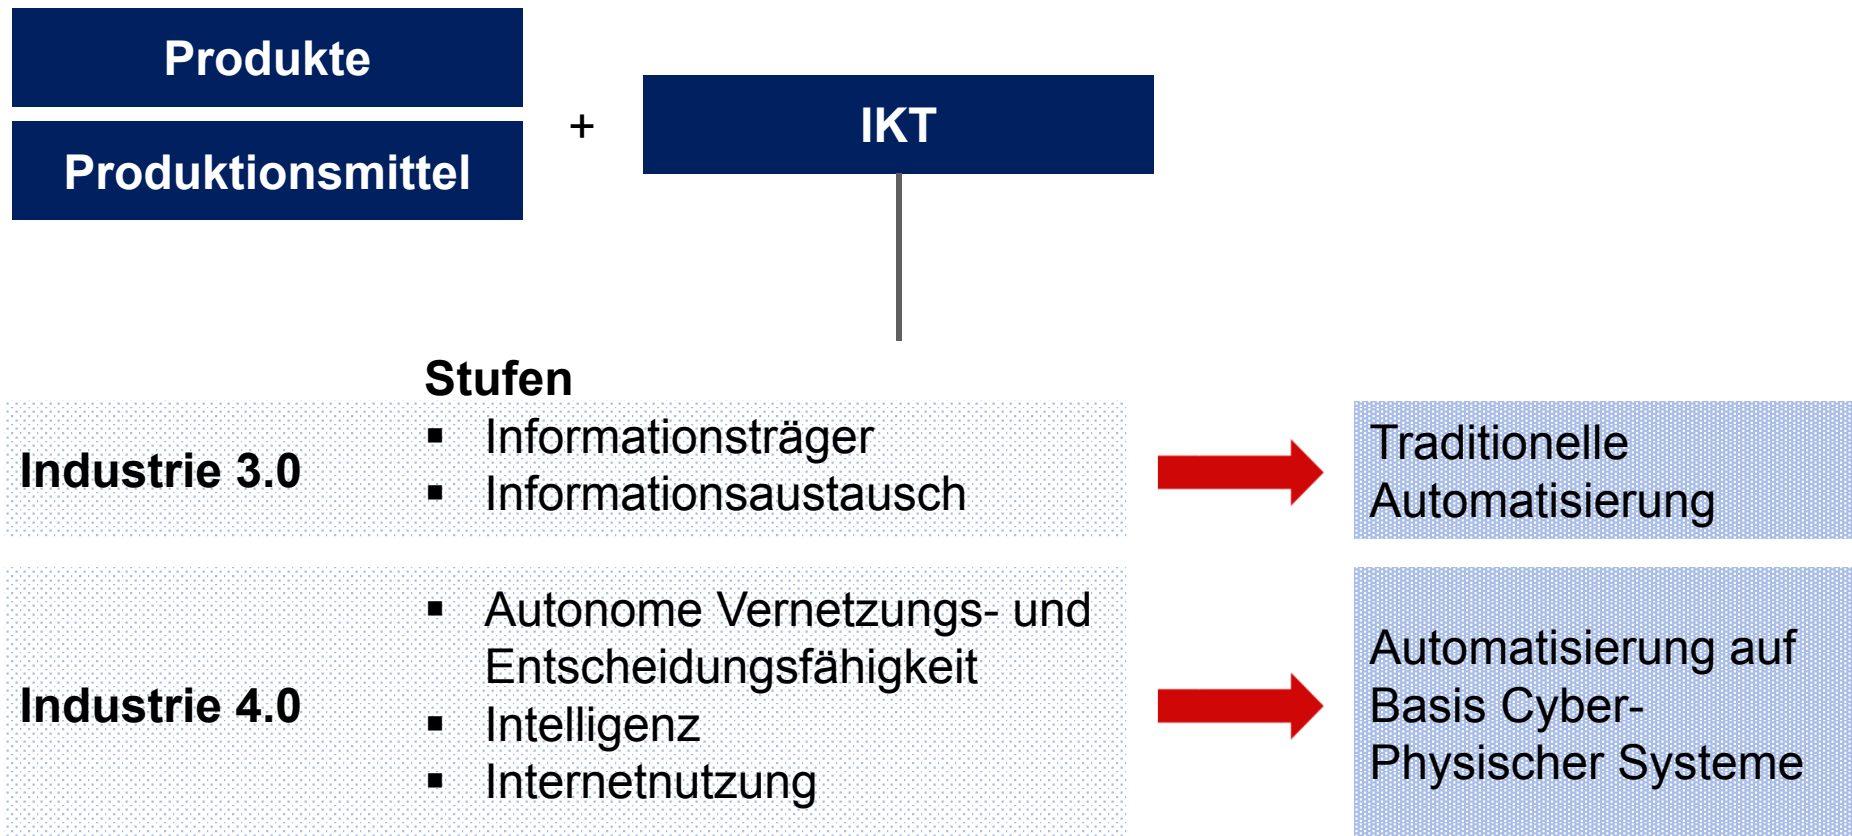 Produkte
Produktionsmittel
+
IKT
Stufen
Industrie 3.0
▪ Informationsträger
▪ Informationsaustausch
Traditionelle
Automatisierung
Industrie 4.0
▪ Autonome Vernetzungs- und
Entscheidungsfähigkeit
▪ Intelligenz
▪ Internetnutzung
Automatisierung auf
Basis Cyber-
Physischer Systeme